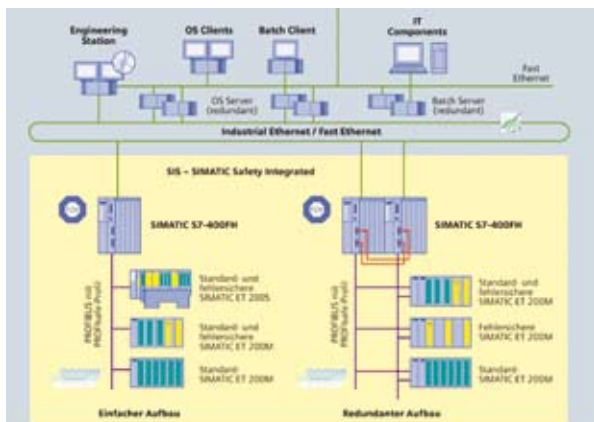 Engineering
Station
OS Clients
Batch Client
IT
Components
Fast
Ethernet
OS Server
(redundant)
Batch Server
(redundant)
Industrial Ethernet / Fast Ethernet
SIS – SIMATIC Safety Integrated
SIMATIC S7-400FH
SIMATIC S7-400FH
PROFIBUS mit
PROFIsafe-Profil
Standard- und
fehlersichere
SIMATIC ET 200S
Standard- und
fehlersichere
SIMATIC ET 200M
Standard-
SIMATIC ET 200M
Einfacher Aufbau
PROFIBUS mit
PROFIsafe-Profil
Standard- und
fehlersichere
SIMATIC ET 200M
Fehlersichere
SIMATIC ET 200M
Standard-
SIMATIC ET 200M
Redundanter Aufbau